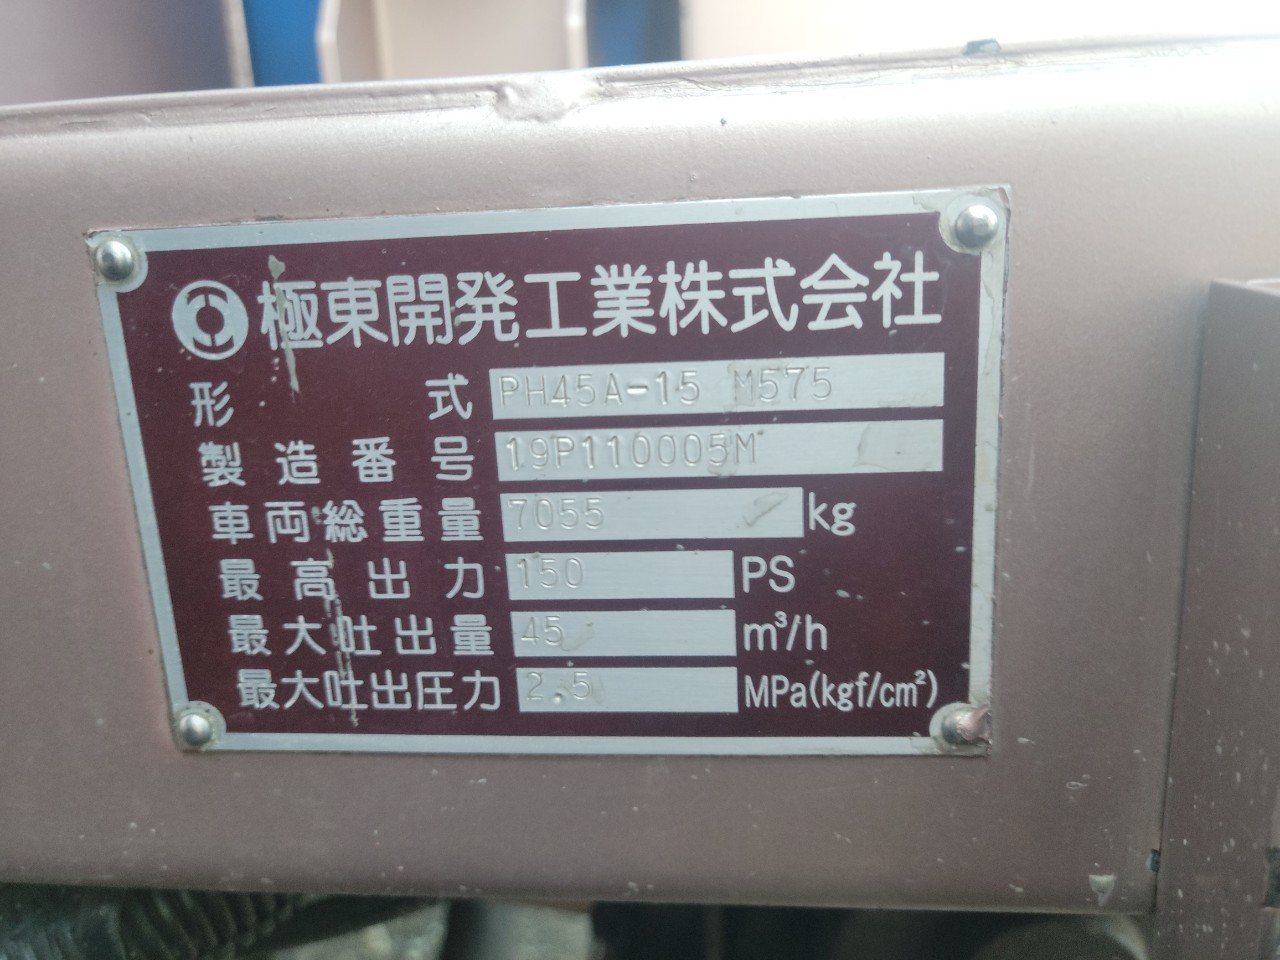 極東開発工業株式会社
形式 PH45A-15 M575
製造番号 19P110005M
車両総重量 7055 kg
最高出力 150 PS
最大吐出量 45 m³/h
最大吐出圧力 2.5 MPa(kgf/cm²)